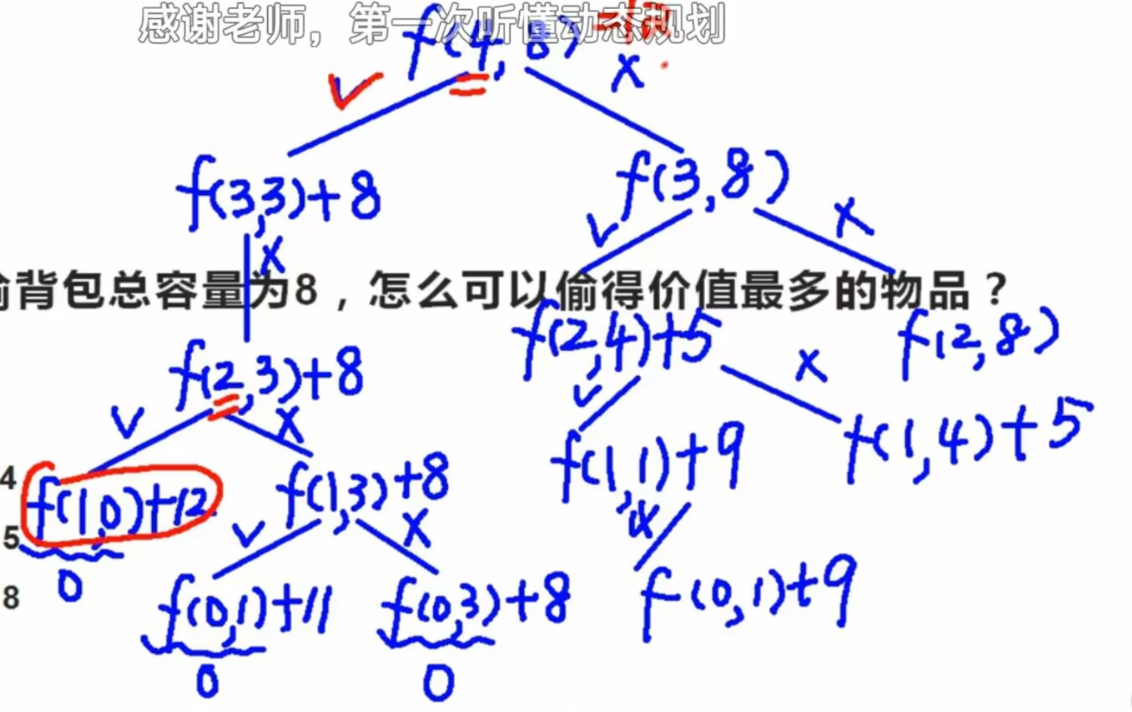 感谢老师，第一次听懂动态规划
f(4,8)
✓ X
f(3,3)+8 f(3,8)
X ✓ X
背包总容量为8，怎么可以偷得价值最多的物品？
f(2,3)+8 f(2,4)+5 f(2,8)
✓ X ✓ X
4
f(1,0)+12 f(1,3)+8 f(1,1)+9 f(1,4)+5
5
0 ✓ X X
8
f(0,1)+11 f(0,3)+8 f(0,1)+9
0 0